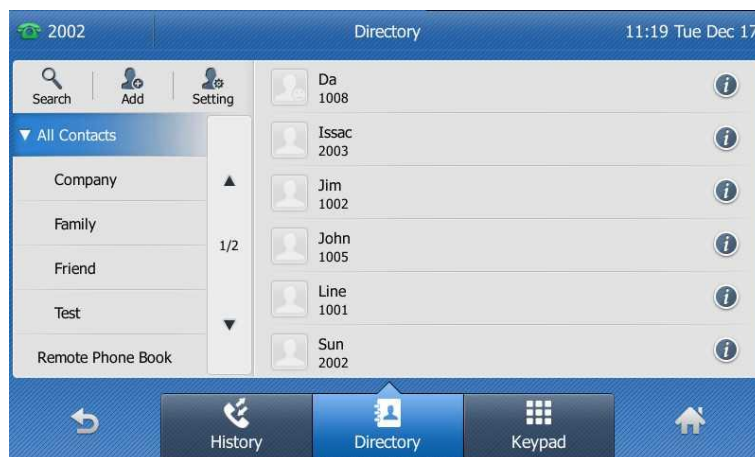 2002
Directory
11:19 Tue Dec 17
Search
Add
Setting
All Contacts
Company
Family
Friend
Test
Remote Phone Book
1/2
Da
1008
Issac
2003
Jim
1002
John
1005
Line
1001
Sun
2002
History
Directory
Keypad